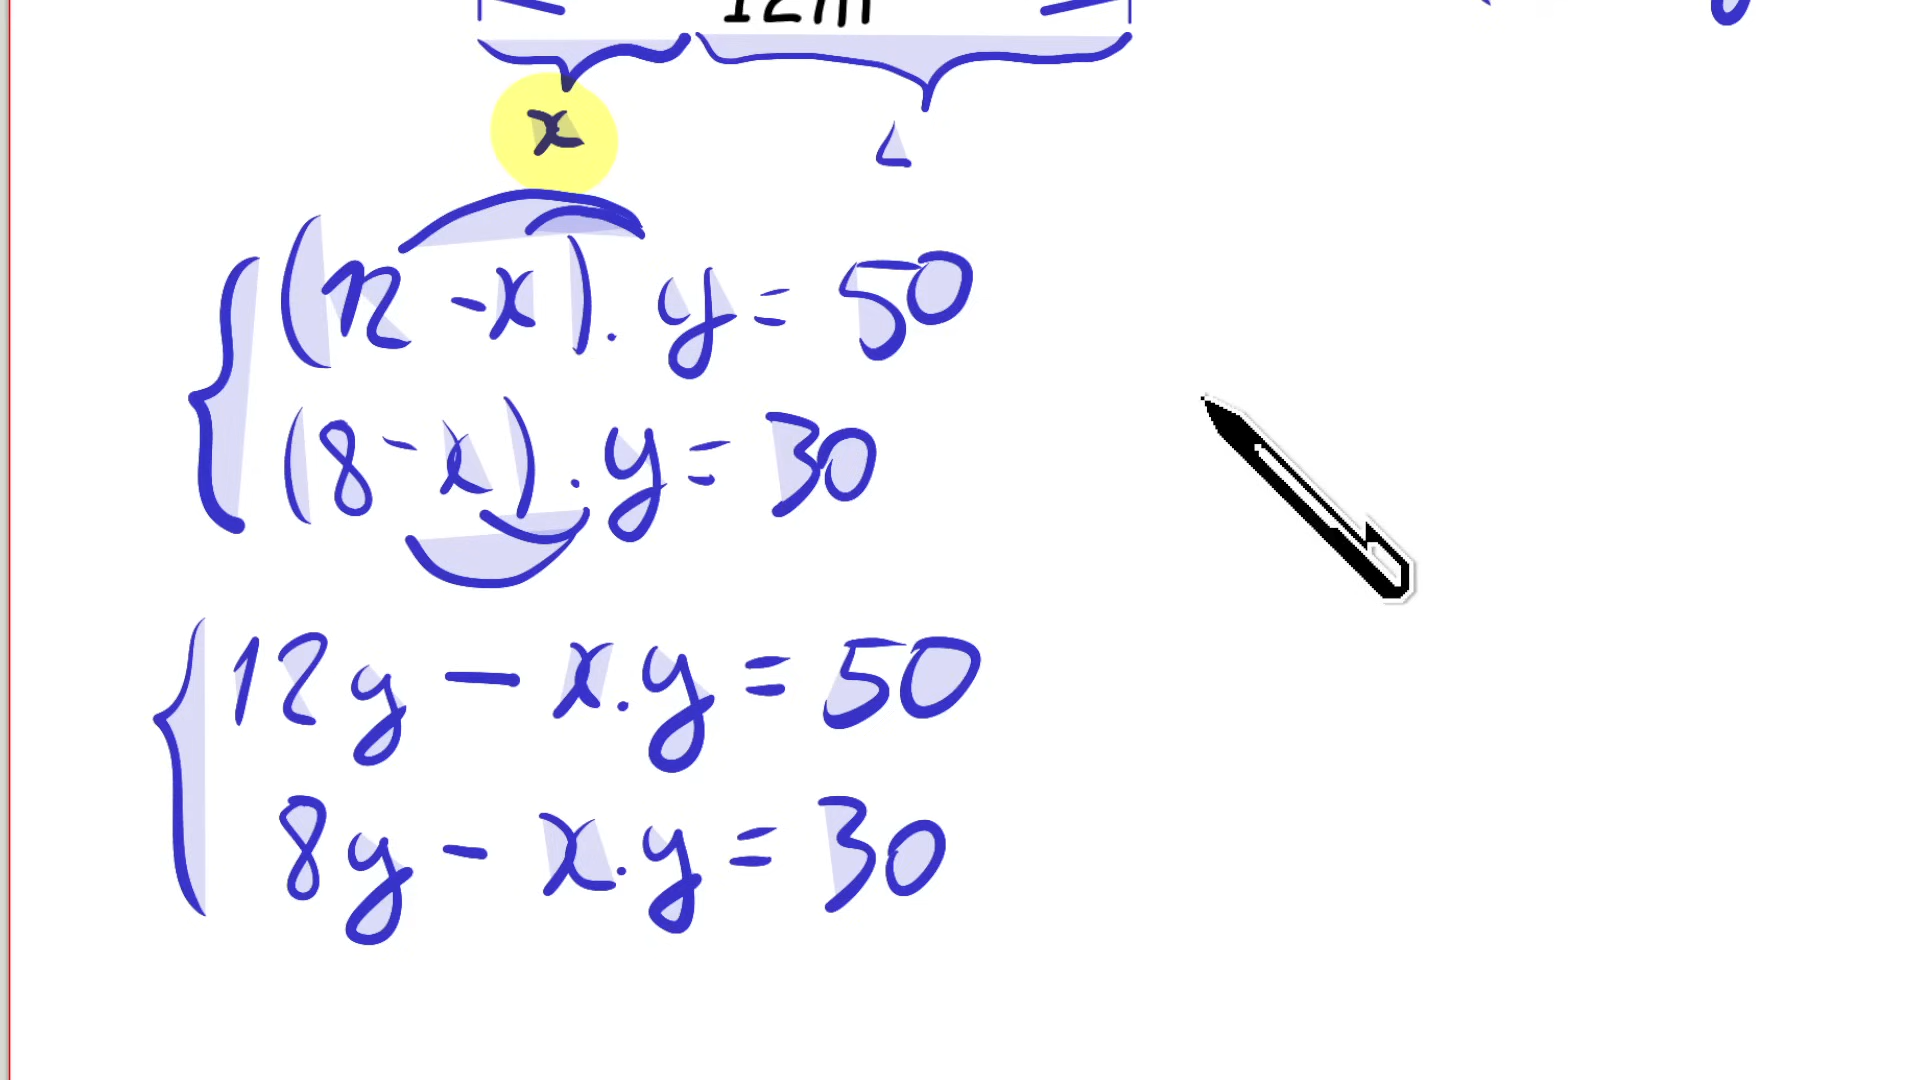 12m
x
(12 - x) . y = 50
(8 - x) . y = 30
12y - x.y = 50
8y - x.y = 30